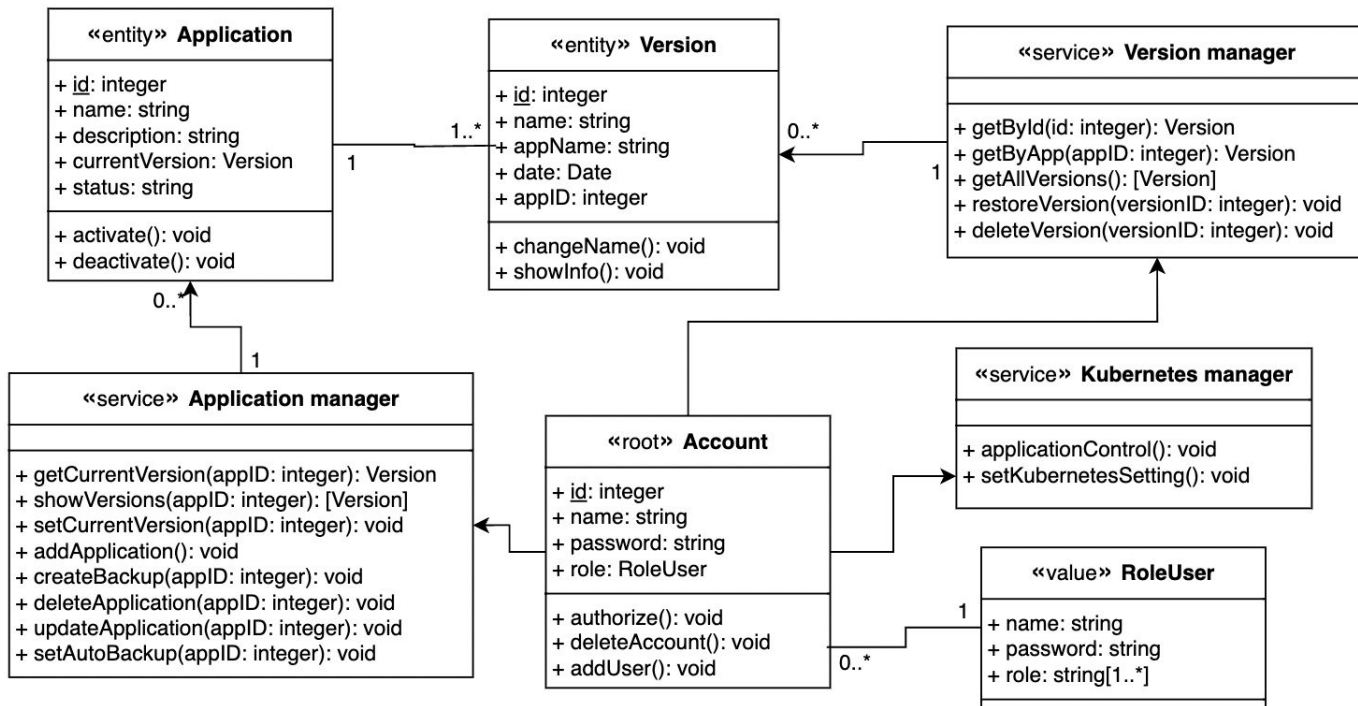 «entity» Application
+ id: integer
+ name: string
+ description: string
+ currentVersion: Version
+ status: string
+ activate(): void
+ deactivate(): void
1
1..*
«entity» Version
+ id: integer
+ name: string
+ appName: string
+ date: Date
+ appID: integer
+ changeName(): void
+ showInfo(): void
0..*
1
«service» Version manager
+ getById(id: integer): Version
+ getByApp(appID: integer): Version
+ getAllVersions(): [Version]
+ restoreVersion(versionID: integer): void
+ deleteVersion(versionID: integer): void
0..*
1
«service» Application manager
+ getCurrentVersion(appID: integer): Version
+ showVersions(appID: integer): [Version]
+ setCurrentVersion(appID: integer): void
+ addApplication(): void
+ createBackup(appID: integer): void
+ deleteApplication(appID: integer): void
+ updateApplication(appID: integer): void
+ setAutoBackup(appID: integer): void
«root» Account
+ id: integer
+ name: string
+ password: string
+ role: RoleUser
+ authorize(): void
+ deleteAccount(): void
+ addUser(): void
«service» Kubernetes manager
+ applicationControl(): void
+ setKubernetesSetting(): void
0..*
1
«value» RoleUser
+ name: string
+ password: string
+ role: string[1..*]